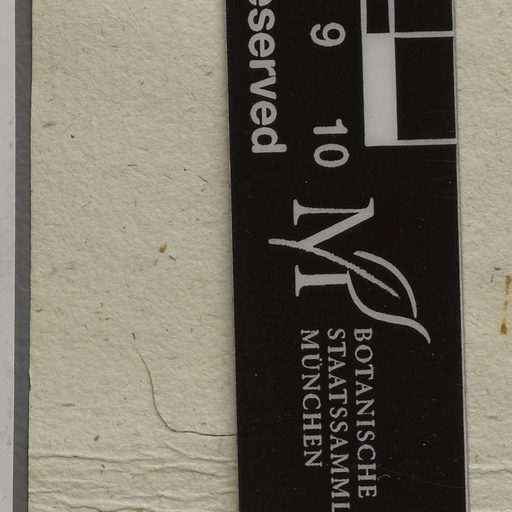 eserved
9 10
M
BOTANISCHE
STAATSSAMML
MÜNCHEN